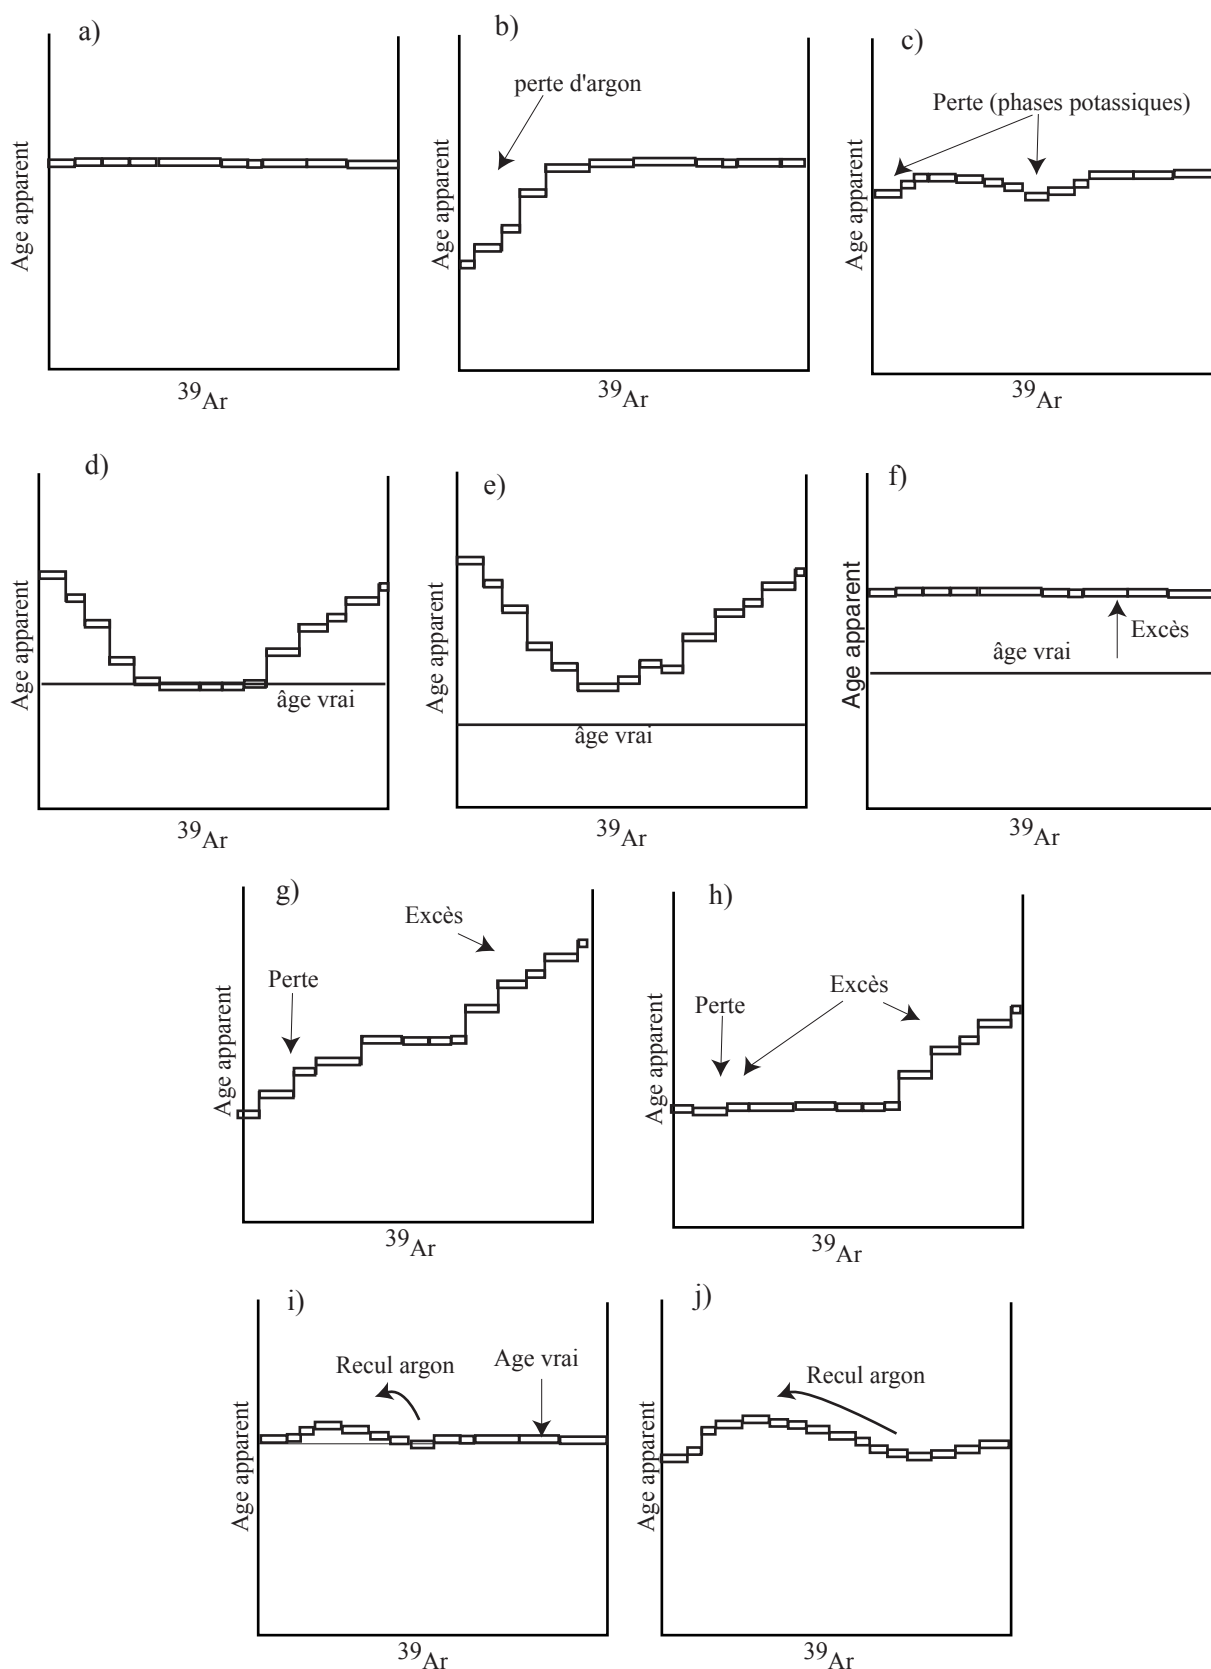 a)
Age apparent
39Ar
b)
perte d'argon
Age apparent
39Ar
c)
Perte (phases potassiques)
Age apparent
39Ar
d)
Age apparent
âge vrai
39Ar
e)
Age apparent
âge vrai
39Ar
f)
Age apparent
Excès
âge vrai
39Ar
g)
Excès
Perte
Age apparent
39Ar
h)
Excès
Perte
Age apparent
39Ar
i)
Recul argon
Age vrai
Age apparent
39Ar
j)
Recul argon
Age apparent
39Ar